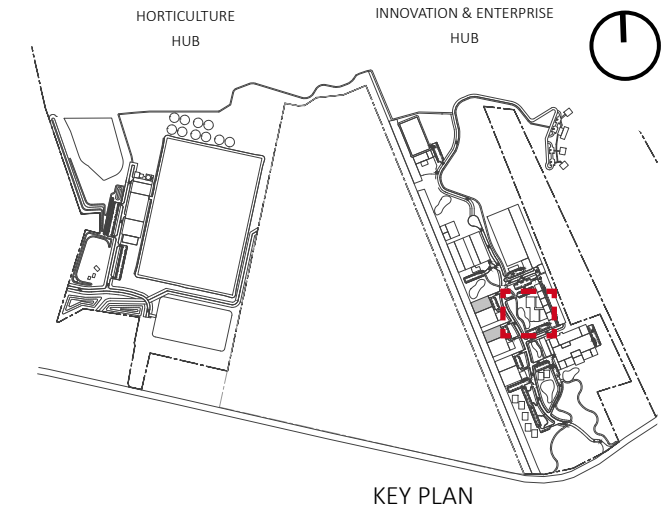 HORTICULTURE
HUB
INNOVATION & ENTERPRISE
HUB
KEY PLAN